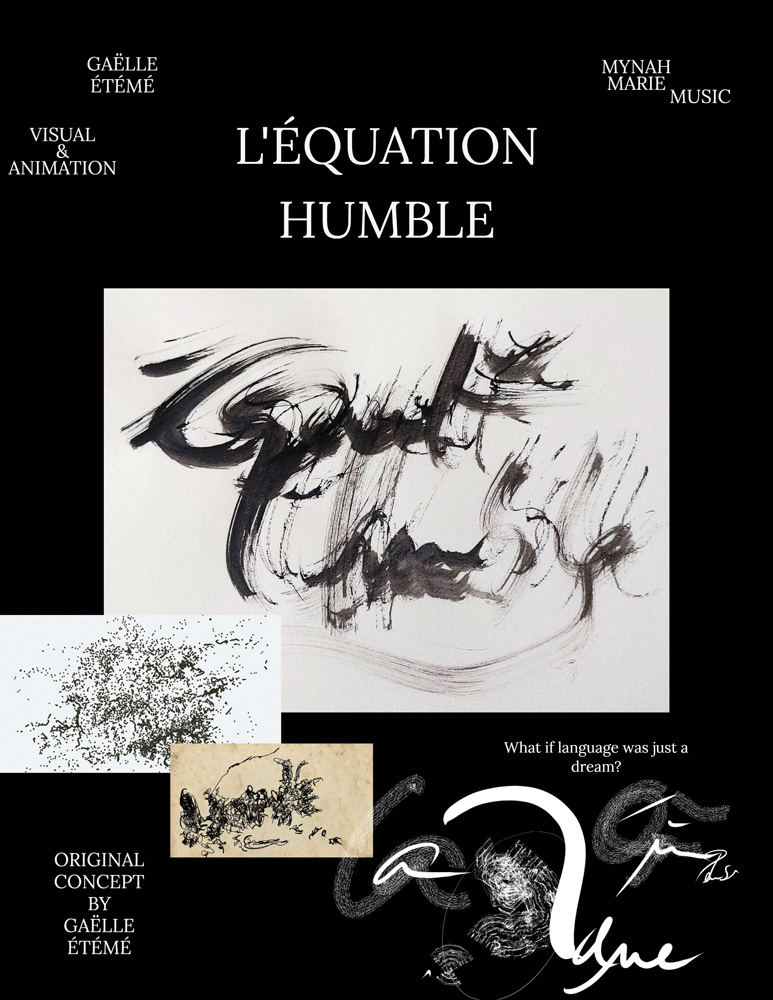 GAËLLE
ÉTÉMÉ
MYNAH
MARIE
MUSIC
VISUAL
&
ANIMATION
L'ÉQUATION
HUMBLE
What if language was just a
dream?
ORIGINAL
CONCEPT
BY
GAËLLE
ÉTÉMÉ